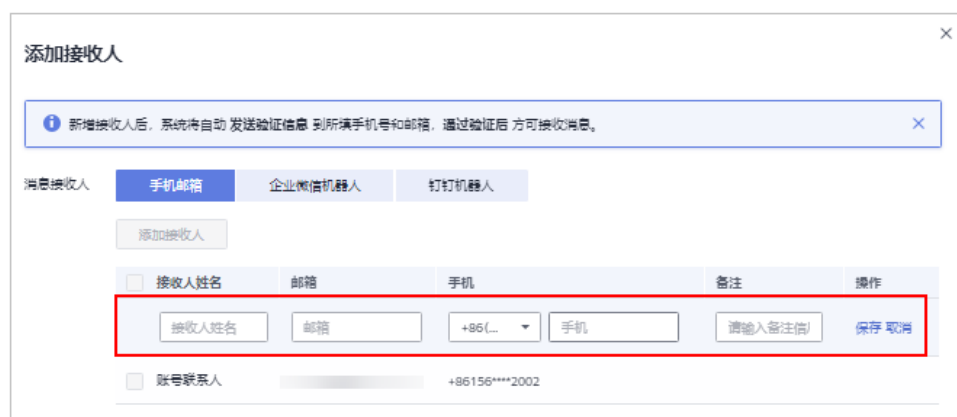 添加接收人
新增接收人后，系统将自动 发送验证信息 到所填手机号和邮箱，通过验证后 方可接收消息。
消息接收人 手机邮箱 企业微信机器人 钉钉机器人
添加接收人
接收人姓名 邮箱 手机 备注 操作
接收人姓名 邮箱 +86(... 手机 请输入备注信 保存 取消
账号联系人 +86156****2002